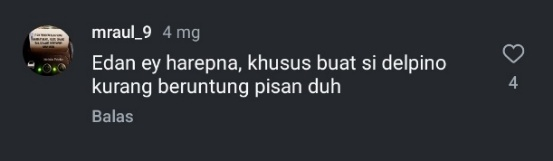 mraul_9 4 mg
Edan ey harepna, khusus buat si delpino
kurang beruntung pisan duh
4
Balas